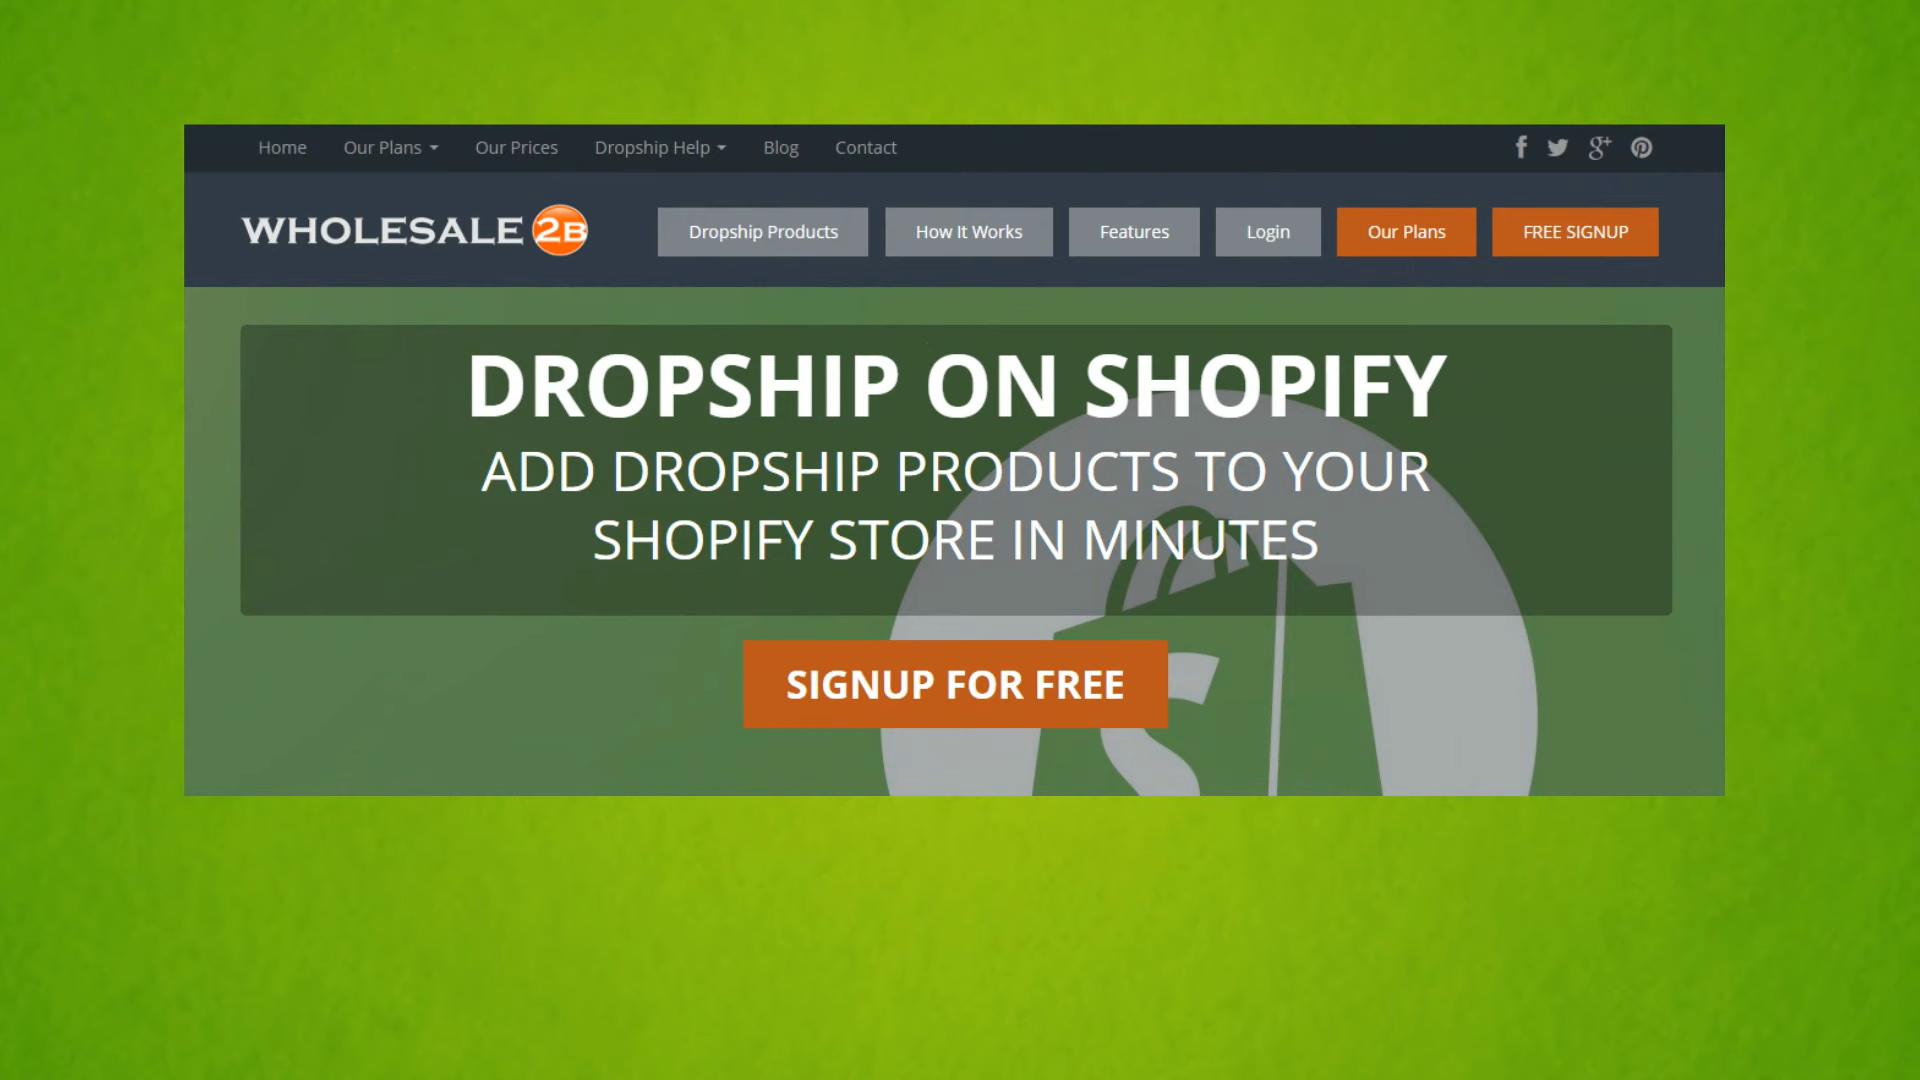 Home Our Plans Our Prices Dropship Help Blog Contact
WHOLESALE 2B
Dropship Products How It Works Features Login Our Plans FREE SIGNUP
DROPSHIP ON SHOPIFY
ADD DROPSHIP PRODUCTS TO YOUR
SHOPIFY STORE IN MINUTES
SIGNUP FOR FREE